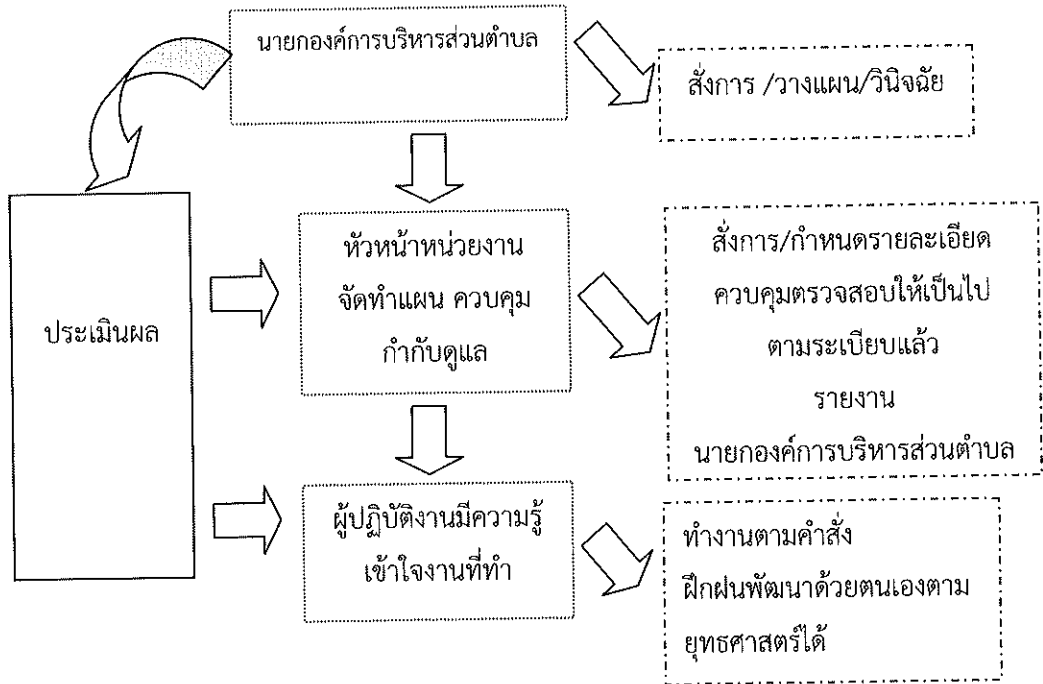 นายกองค์การบริหารส่วนตำบล
สั่งการ /วางแผน/วินิจฉัย
ประเมินผล
หัวหน้าหน่วยงาน
จัดทำแผน ควบคุม
กำกับดูแล
สั่งการ/กำหนดรายละเอียด
ควบคุมตรวจสอบให้เป็นไป
ตามระเบียบแล้ว
รายงาน
นายกองค์การบริหารส่วนตำบล
ผู้ปฏิบัติงานมีความรู้
เข้าใจงานที่ทำ
ทำงานตามคำสั่ง
ฝึกฝนพัฒนาด้วยตนเองตาม
ยุทธศาสตร์ได้